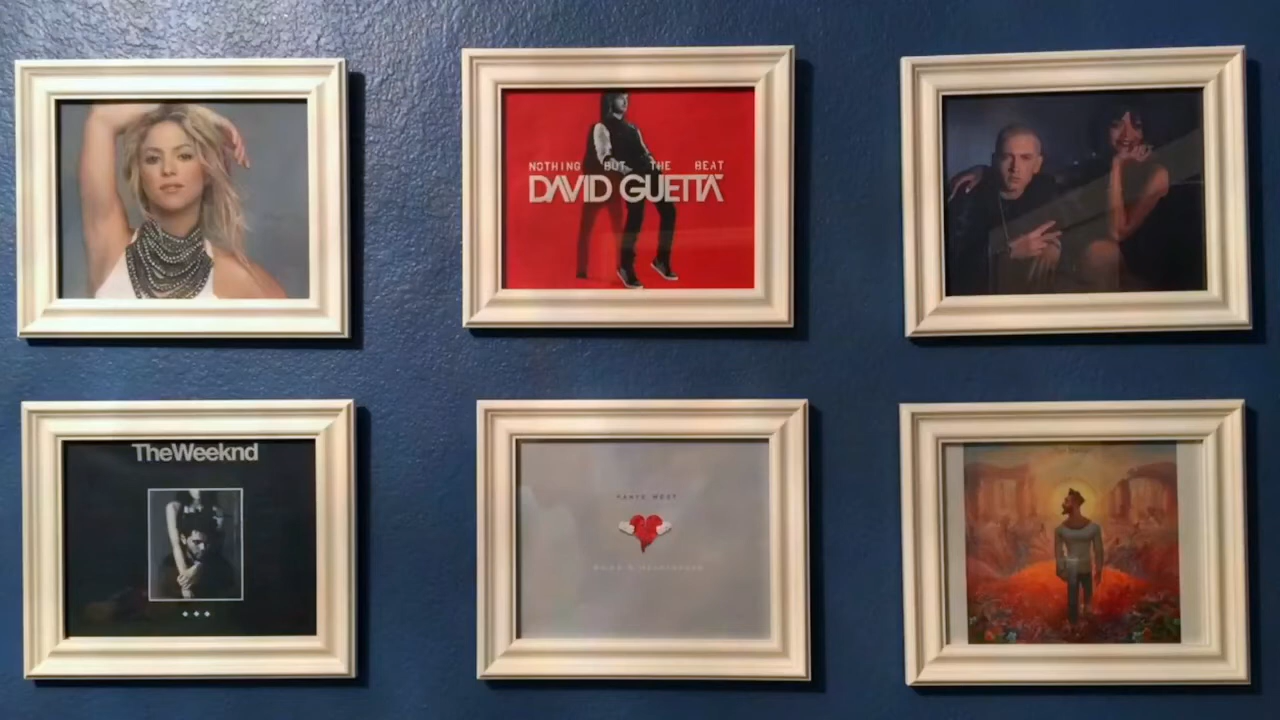 NOTHING BUT THE BEAT
DAVID GUETTA
TheWeeknd
KANYE WEST